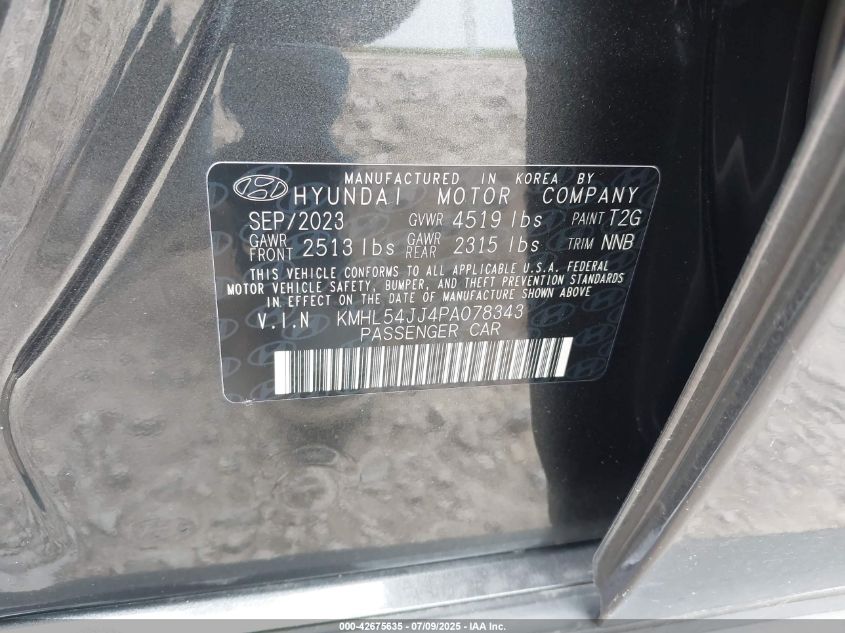 MANUFACTURED IN KOREA BY
HYUNDAI MOTOR COMPANY
SEP/2023 GVWR 4519 lbs PAINT T2G
GAWR FRONT 2513 lbs GAWR REAR 2315 lbs TRIM NNB
THIS VEHICLE CONFORMS TO ALL APPLICABLE U.S.A. FEDERAL
MOTOR VEHICLE SAFETY, BUMPER, AND THEFT PREVENTION STANDARDS
IN EFFECT ON THE DATE OF MANUFACTURE SHOWN ABOVE
V.I.N KMHL54JJ4PA078343
PASSENGER CAR
000-42675635 - 07/09/2025 - IAA Inc.